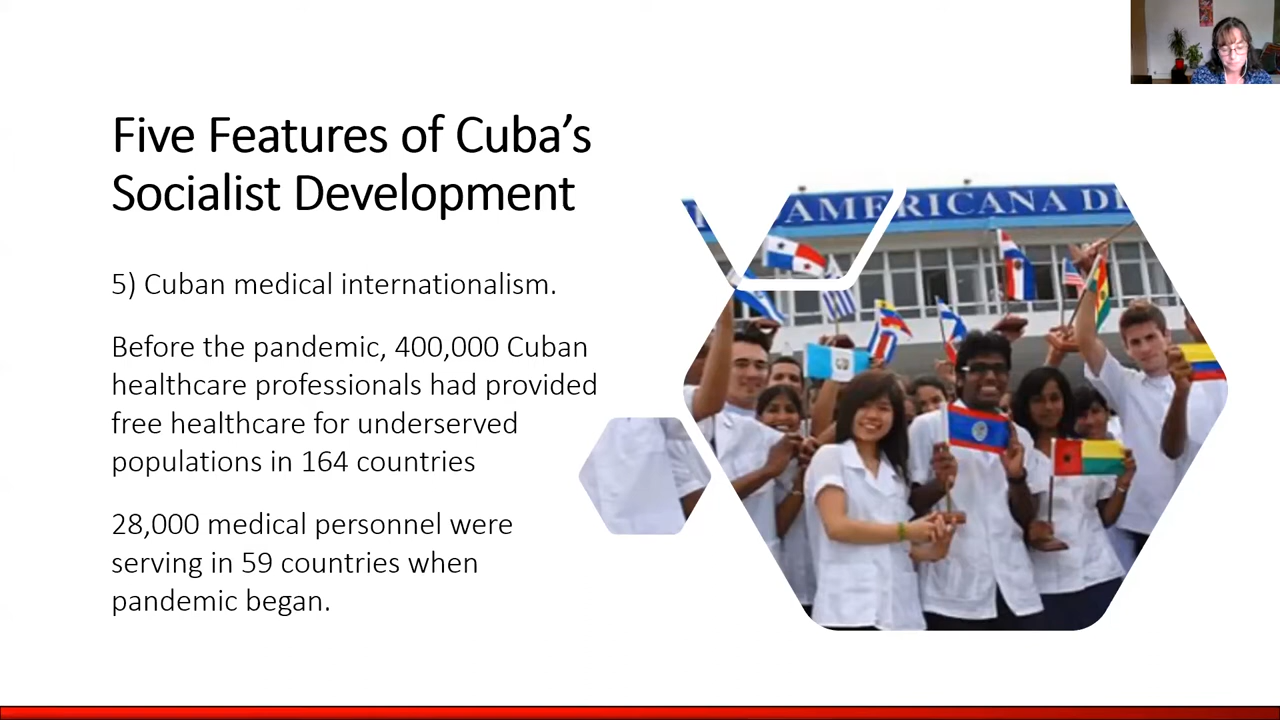 Five Features of Cuba's
Socialist Development
5) Cuban medical internationalism.
Before the pandemic, 400,000 Cuban
healthcare professionals had provided
free healthcare for underserved
populations in 164 countries
28,000 medical personnel were
serving in 59 countries when
pandemic began.
AMERICANA DE